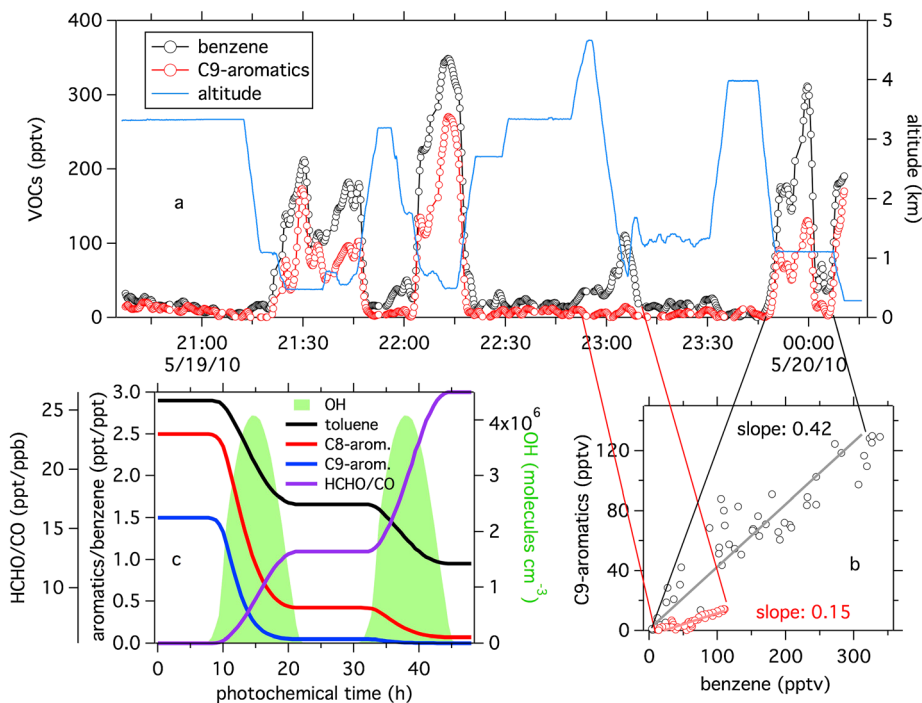 400
300
200
100
0
VOCs (pptv)
benzene
C9-aromatics
altitude
a
5
4
3
2
1
0
altitude (km)
21:00
21:30
22:00
22:30
23:00
23:30
00:00
5/19/10
5/20/10
25
20
15
10
HCHO/CO (ppt/ppb)
3.0
2.5
2.0
1.5
1.0
0.5
0.0
aromatics/benzene (ppt/ppt)
OH
toluene
C8-arom.
C9-arom.
HCHO/CO
c
4x10⁶
3
2
1
0
OH (molecules cm⁻³)
0
10
20
30
40
photochemical time (h)
120
80
40
0
C9-aromatics (pptv)
slope: 0.42
b
slope: 0.15
0
100
200
300
benzene (pptv)